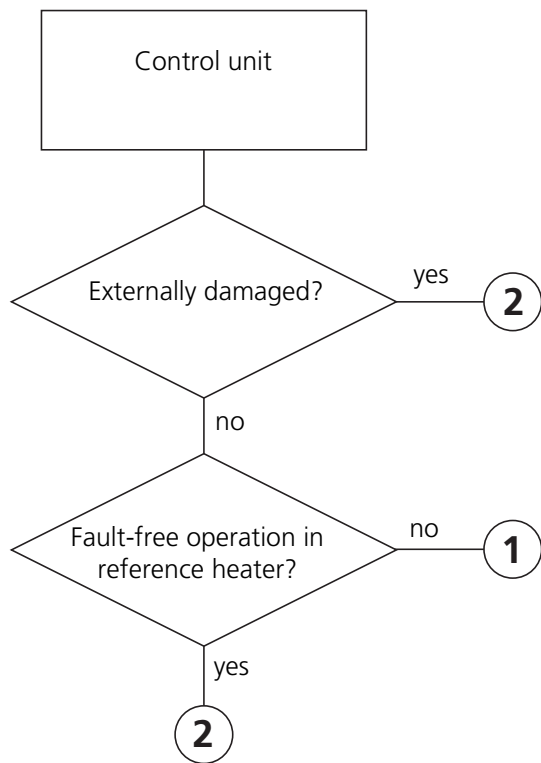 Control unit
Externally damaged?
yes
2
no
Fault-free operation in
reference heater?
no
1
yes
2